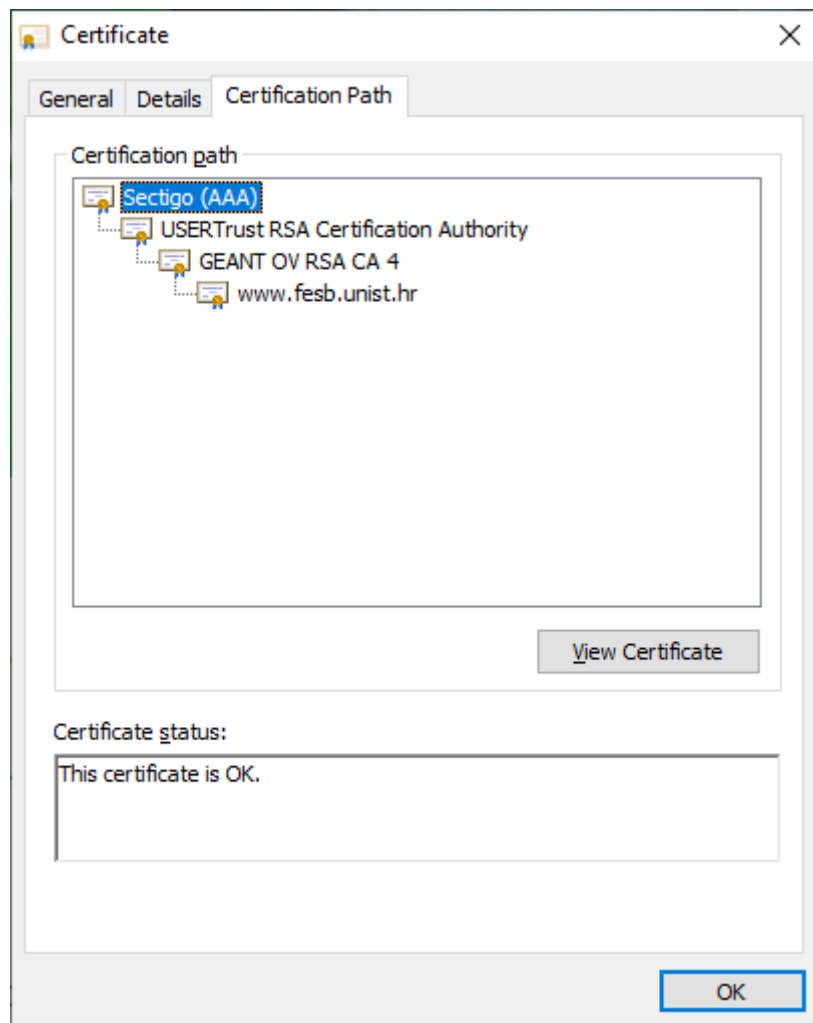 Certificate
General Details Certification Path
Certification path
Sectigo (AAA)
USERTrust RSA Certification Authority
GEANT OV RSA CA 4
www.fesb.unist.hr
View Certificate
Certificate status:
This certificate is OK.
OK